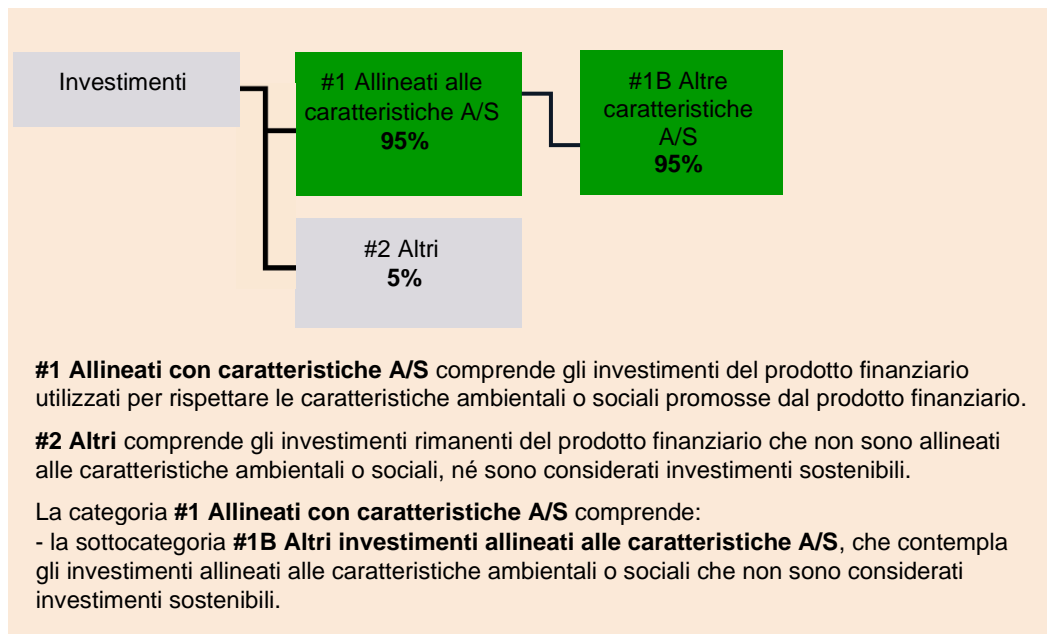 Investimenti
#1 Allineati alle
caratteristiche A/S
95%
#1B Altre
caratteristiche
A/S
95%
#2 Altri
5%
#1 Allineati con caratteristiche A/S comprende gli investimenti del prodotto finanziario
utilizzati per rispettare le caratteristiche ambientali o sociali promosse dal prodotto finanziario.
#2 Altri comprende gli investimenti rimanenti del prodotto finanziario che non sono allineati
alle caratteristiche ambientali o sociali, né sono considerati investimenti sostenibili.
La categoria #1 Allineati con caratteristiche A/S comprende:
- la sottocategoria #1B Altri investimenti allineati alle caratteristiche A/S, che contempla
gli investimenti allineati alle caratteristiche ambientali o sociali che non sono considerati
investimenti sostenibili.